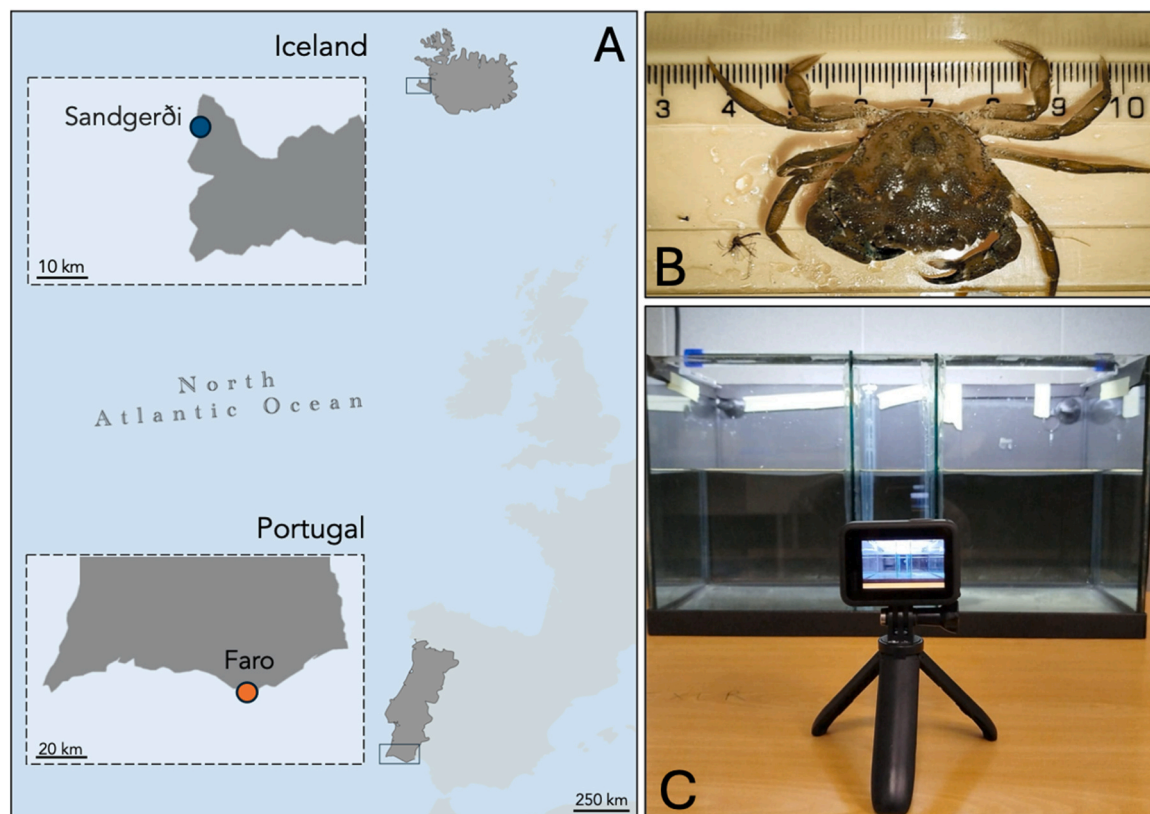 A
Iceland
Sandgerði
10 km
North
Atlantic Ocean
Portugal
Faro
20 km
250 km
3 4 5 6 7 8 9 10
B
C